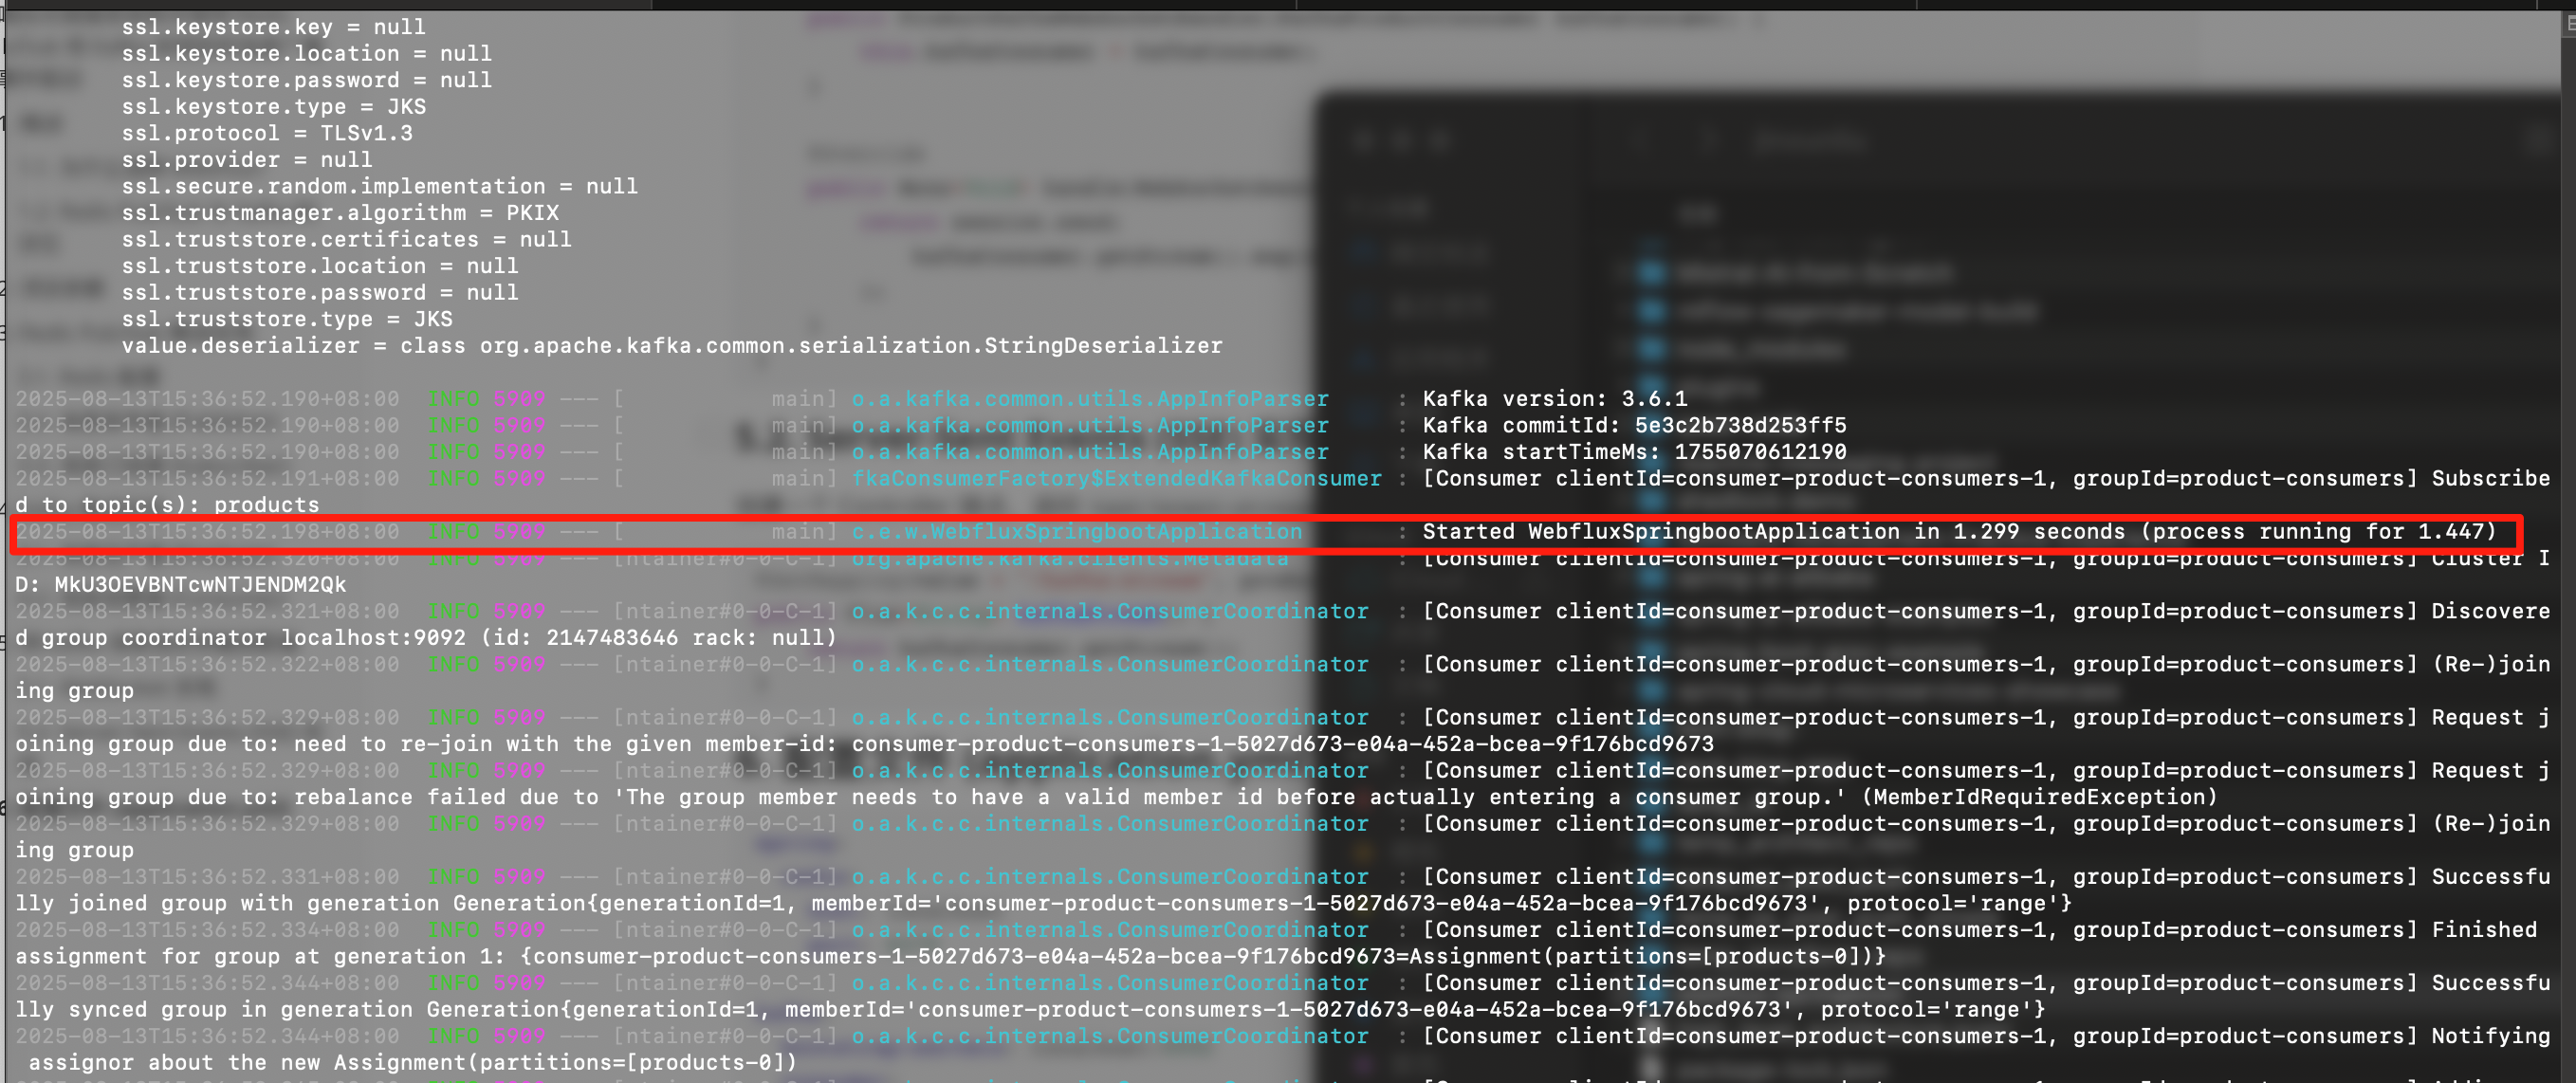 ssl.keystore.key = null
ssl.keystore.location = null
ssl.keystore.password = null
ssl.keystore.type = JKS
ssl.protocol = TLSv1.3
ssl.provider = null
ssl.secure.random.implementation = null
ssl.trustmanager.algorithm = PKIX
ssl.truststore.certificates = null
ssl.truststore.location = null
ssl.truststore.password = null
ssl.truststore.type = JKS
value.deserializer = class org.apache.kafka.common.serialization.StringDeserializer
2025-08-13T15:36:52.190+08:00  INFO 5909 --- [           main] o.a.kafka.common.utils.AppInfoParser     : Kafka version: 3.6.1
2025-08-13T15:36:52.190+08:00  INFO 5909 --- [           main] o.a.kafka.common.utils.AppInfoParser     : Kafka commitId: 5e3c2b738d253ff5
2025-08-13T15:36:52.190+08:00  INFO 5909 --- [           main] o.a.kafka.common.utils.AppInfoParser     : Kafka startTimeMs: 1755070612190
2025-08-13T15:36:52.191+08:00  INFO 5909 --- [           main] fkaConsumerFactory$ExtendedKafkaConsumer : [Consumer clientId=consumer-product-consumers-1, groupId=product-consumers] Subscribe
d to topic(s): products
2025-08-13T15:36:52.198+08:00  INFO 5909 --- [           main] c.e.w.WebfluxSpringbootApplication       : Started WebfluxSpringbootApplication in 1.299 seconds (process running for 1.447)
2025-08-13T15:36:52.320+08:00  INFO 5909 --- [ntainer#0-0-C-1] org.apache.kafka.clients.Metadata        : [Consumer clientId=consumer-product-consumers-1, groupId=product-consumers] Cluster I
D: MkU3OEVBNTcwNTJENDM2Qk
2025-08-13T15:36:52.321+08:00  INFO 5909 --- [ntainer#0-0-C-1] o.a.k.c.c.internals.ConsumerCoordinator  : [Consumer clientId=consumer-product-consumers-1, groupId=product-consumers] Discovere
d group coordinator localhost:9092 (id: 2147483646 rack: null)
2025-08-13T15:36:52.322+08:00  INFO 5909 --- [ntainer#0-0-C-1] o.a.k.c.c.internals.ConsumerCoordinator  : [Consumer clientId=consumer-product-consumers-1, groupId=product-consumers] (Re-)join
ing group
2025-08-13T15:36:52.329+08:00  INFO 5909 --- [ntainer#0-0-C-1] o.a.k.c.c.internals.ConsumerCoordinator  : [Consumer clientId=consumer-product-consumers-1, groupId=product-consumers] Request j
oining group due to: need to re-join with the given member-id: consumer-product-consumers-1-5027d673-e04a-452a-bcea-9f176bcd9673
2025-08-13T15:36:52.329+08:00  INFO 5909 --- [ntainer#0-0-C-1] o.a.k.c.c.internals.ConsumerCoordinator  : [Consumer clientId=consumer-product-consumers-1, groupId=product-consumers] Request j
oining group due to: rebalance failed due to 'The group member needs to have a valid member id before actually entering a consumer group.' (MemberIdRequiredException)
2025-08-13T15:36:52.329+08:00  INFO 5909 --- [ntainer#0-0-C-1] o.a.k.c.c.internals.ConsumerCoordinator  : [Consumer clientId=consumer-product-consumers-1, groupId=product-consumers] (Re-)join
ing group
2025-08-13T15:36:52.331+08:00  INFO 5909 --- [ntainer#0-0-C-1] o.a.k.c.c.internals.ConsumerCoordinator  : [Consumer clientId=consumer-product-consumers-1, groupId=product-consumers] Successfu
lly joined group with generation Generation{generationId=1, memberId='consumer-product-consumers-1-5027d673-e04a-452a-bcea-9f176bcd9673', protocol='range'}
2025-08-13T15:36:52.334+08:00  INFO 5909 --- [ntainer#0-0-C-1] o.a.k.c.c.internals.ConsumerCoordinator  : [Consumer clientId=consumer-product-consumers-1, groupId=product-consumers] Finished
assignment for group at generation 1: {consumer-product-consumers-1-5027d673-e04a-452a-bcea-9f176bcd9673=Assignment(partitions=[products-0])}
2025-08-13T15:36:52.344+08:00  INFO 5909 --- [ntainer#0-0-C-1] o.a.k.c.c.internals.ConsumerCoordinator  : [Consumer clientId=consumer-product-consumers-1, groupId=product-consumers] Successfu
lly synced group in generation Generation{generationId=1, memberId='consumer-product-consumers-1-5027d673-e04a-452a-bcea-9f176bcd9673', protocol='range'}
2025-08-13T15:36:52.344+08:00  INFO 5909 --- [ntainer#0-0-C-1] o.a.k.c.c.internals.ConsumerCoordinator  : [Consumer clientId=consumer-product-consumers-1, groupId=product-consumers] Notifying
assignor about the new Assignment(partitions=[products-0])